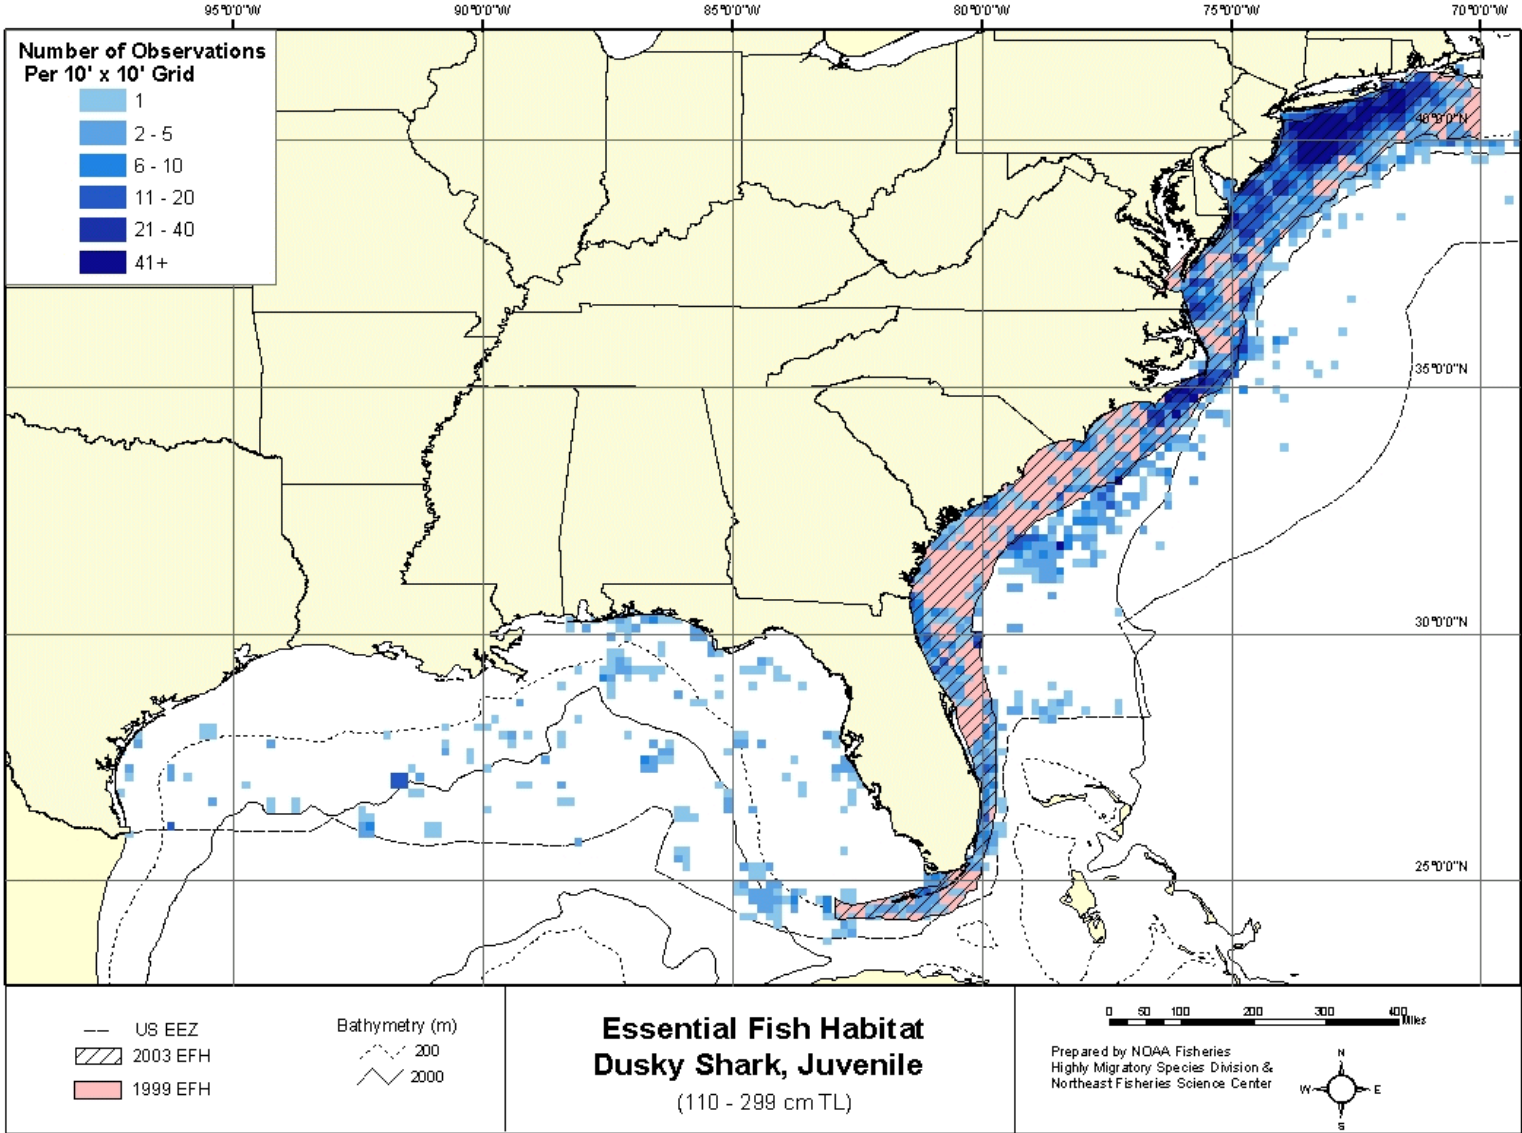 95°0'0"W 90°0'0"W 85°0'0"W 80°0'0"W 75°0'0"W 70°0'0"W
Number of Observations
Per 10' x 10' Grid
1
2 - 5
6 - 10
11 - 20
21 - 40
41+
40°0'0"N
35°0'0"N
30°0'0"N
25°0'0"N
US EEZ
2003 EFH
1999 EFH
Bathymetry (m)
200
2000
Essential Fish Habitat
Dusky Shark, Juvenile
(110 - 299 cm TL)
0 50 100 200 300 400
Miles
Prepared by NOAA Fisheries
Highly Migratory Species Division &
Northeast Fisheries Science Center
N
W E
S